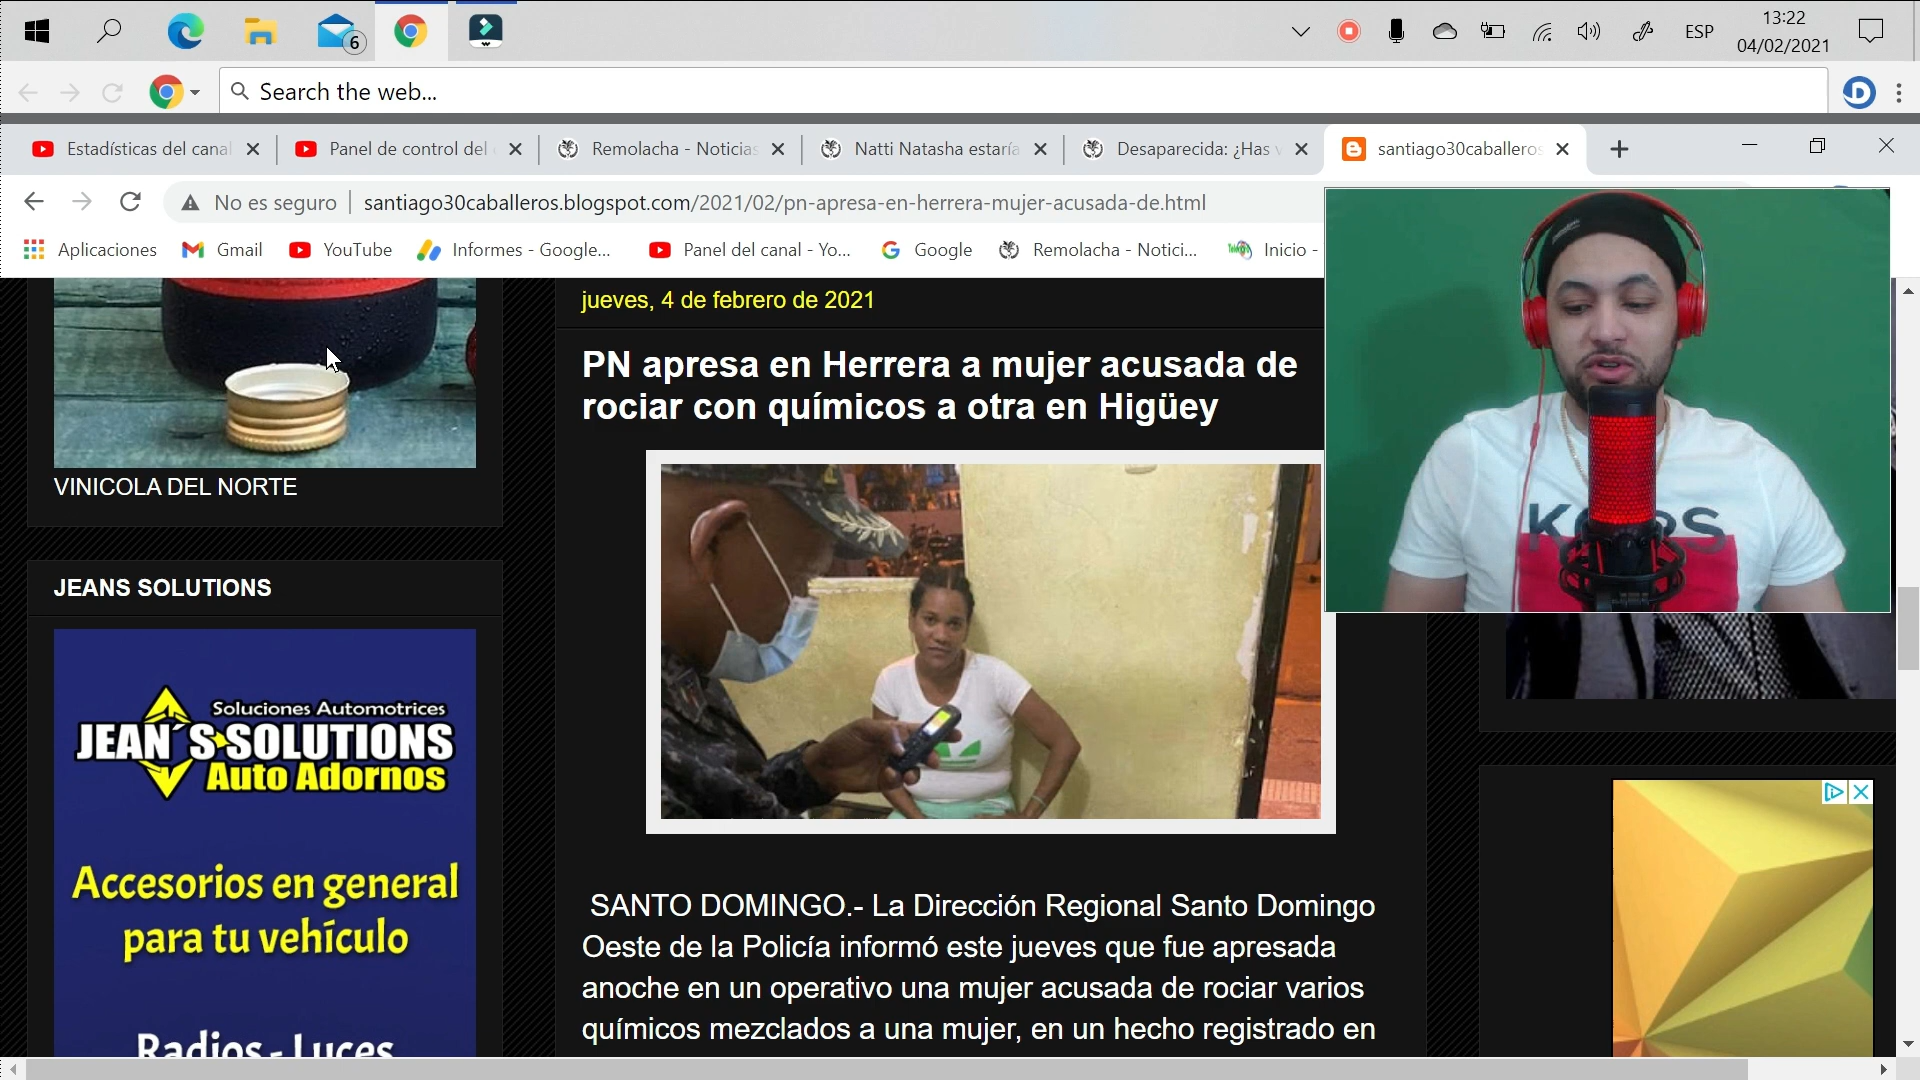 6
ESP
13:22
04/02/2021
Search the web...
Estadísticas del canal
Panel de control del
Remolacha - Noticias
Natti Natasha estaría
Desaparecida: ¿Has
santiago30caballeros
No es seguro
santiago30caballeros.blogspot.com/2021/02/pn-apresa-en-herrera-mujer-acusada-de.html
Aplicaciones
Gmail
YouTube
Informes - Google...
Panel del canal - Yo...
Google
Remolacha - Notici...
Inicio -
jueves, 4 de febrero de 2021
PN apresa en Herrera a mujer acusada de
rociar con químicos a otra en Higüey
VINICOLA DEL NORTE
JEANS SOLUTIONS
Soluciones Automotrices
JEAN´S SOLUTIONS
Auto Adornos
Accesorios en general
para tu vehículo
Radios - Luces
SANTO DOMINGO.- La Dirección Regional Santo Domingo
Oeste de la Policía informó este jueves que fue apresada
anoche en un operativo una mujer acusada de rociar varios
químicos mezclados a una mujer, en un hecho registrado en